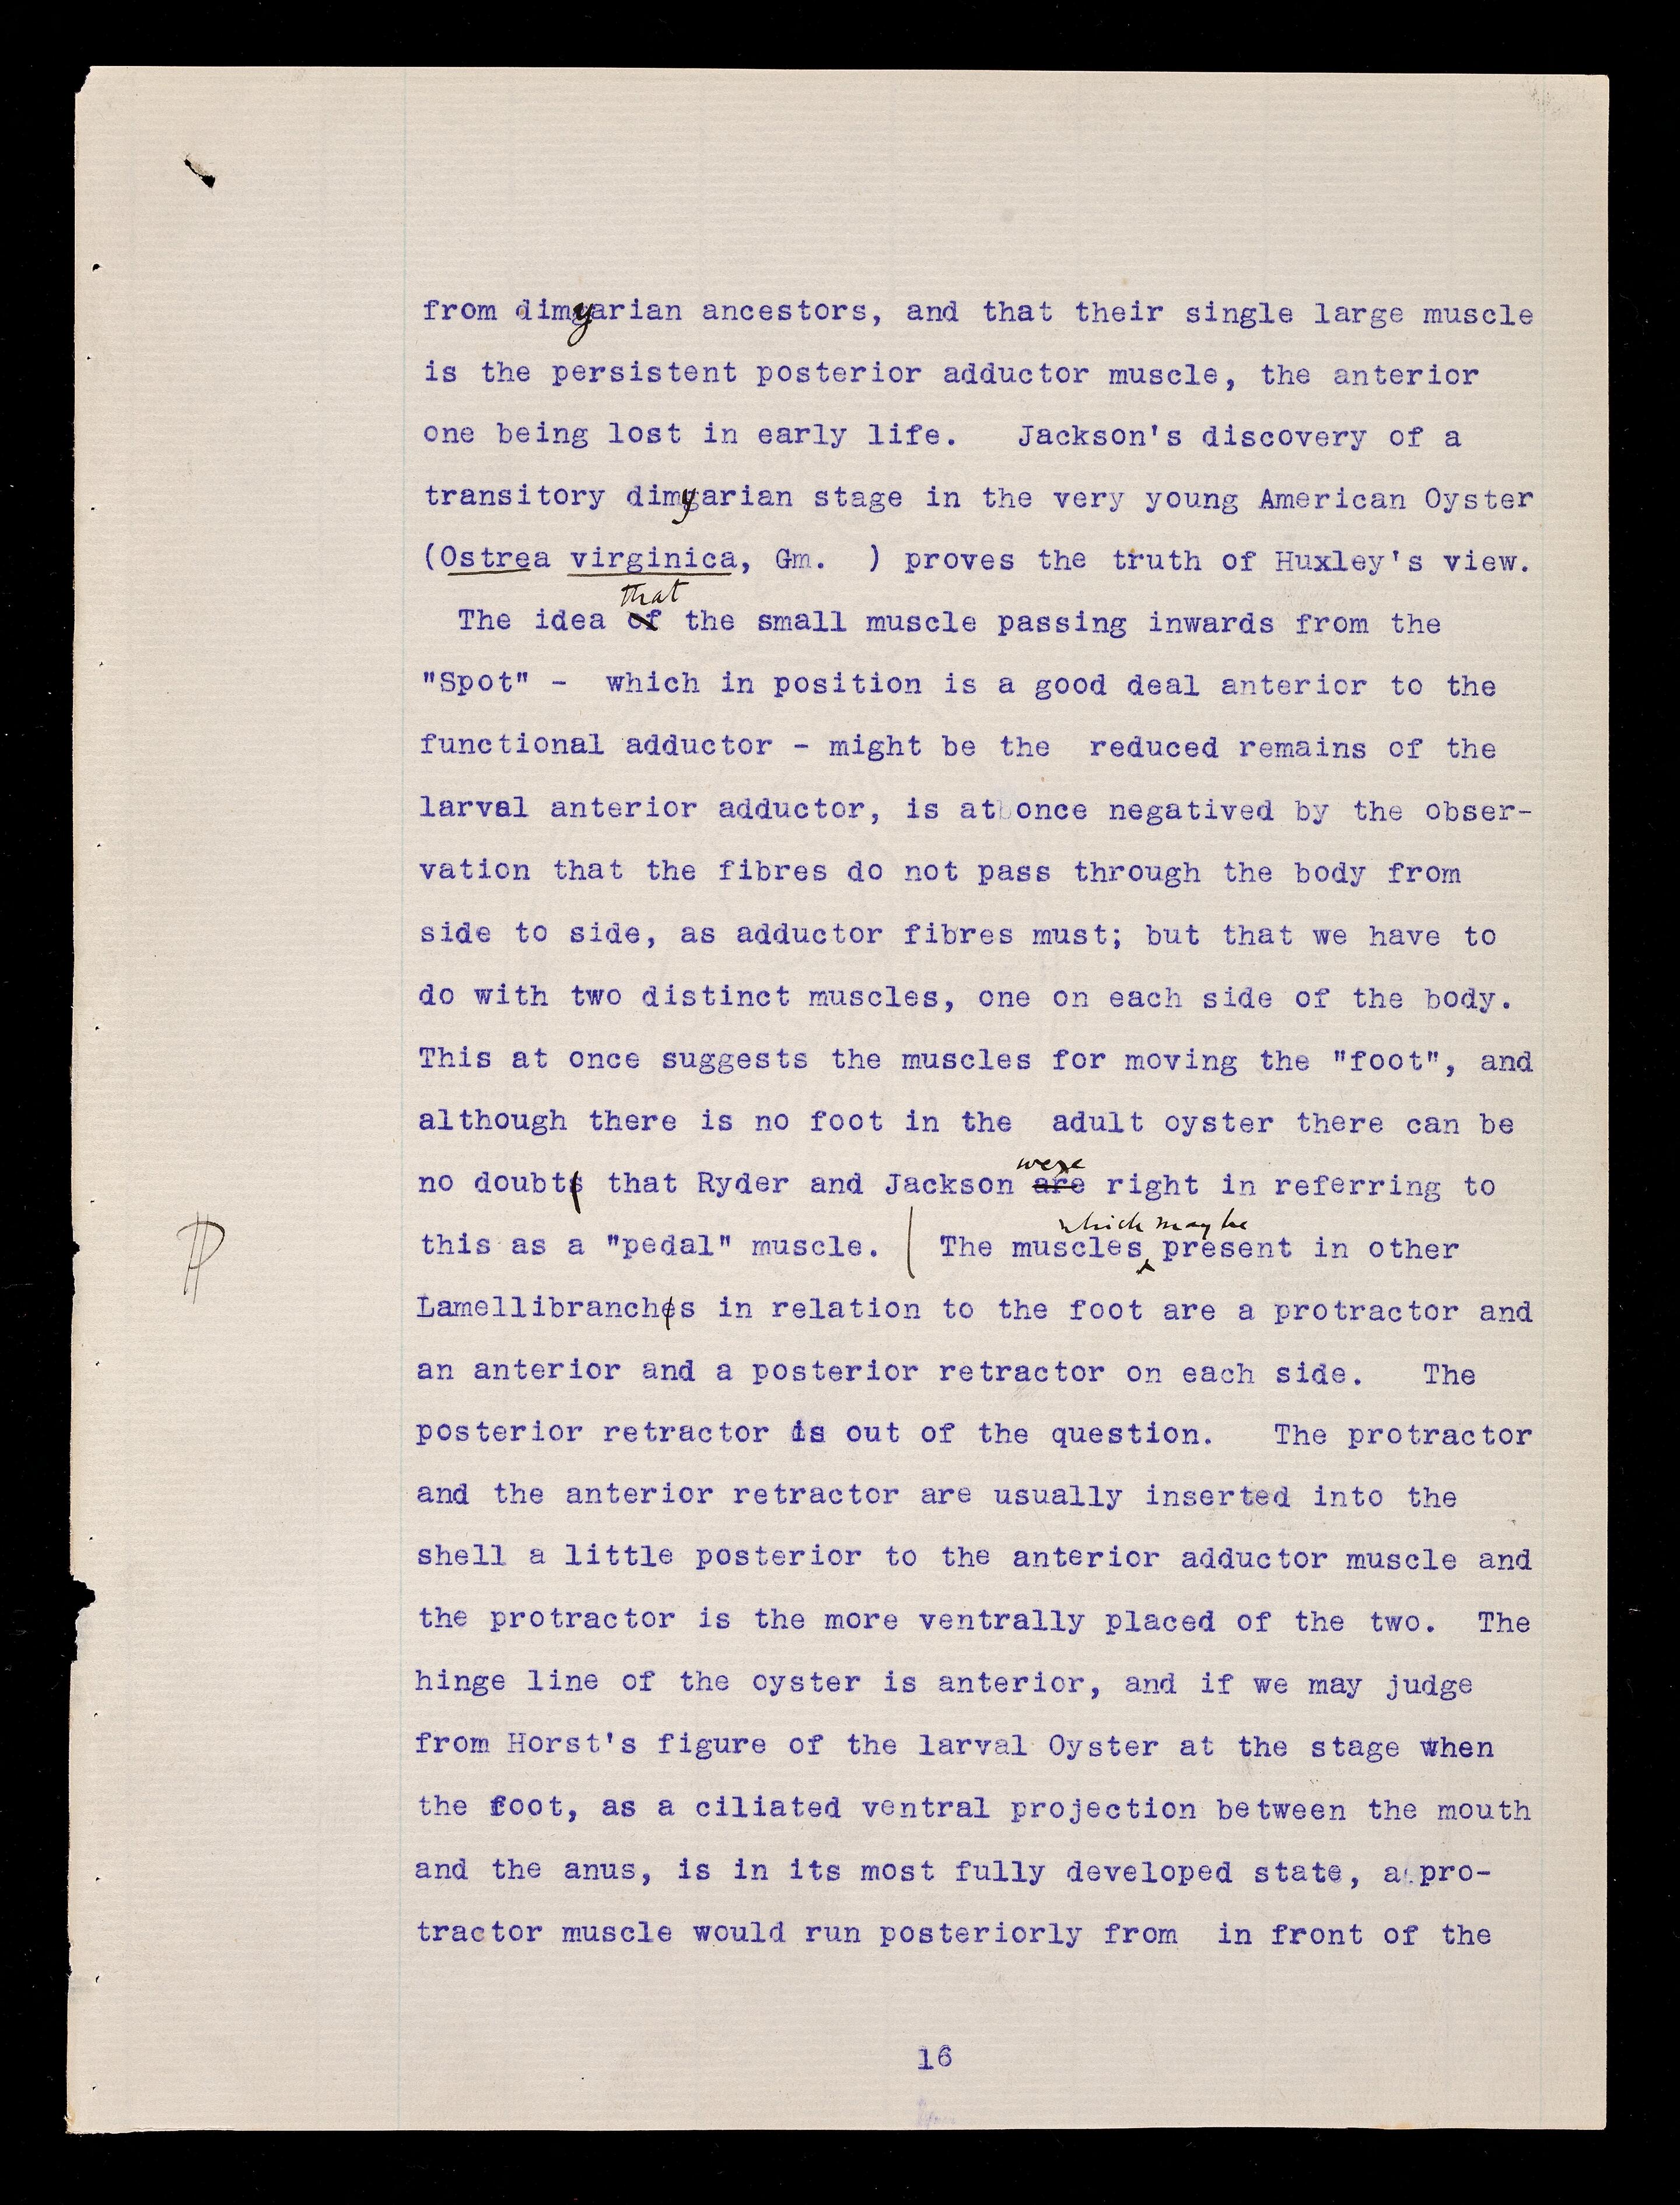 from dimyarian ancestors, and that their single large muscle
is the persistent posterior adductor muscle, the anterior
one being lost in early life. Jackson's discovery of a
transitory dimyarian stage in the very young American Oyster
(Ostrea virginica, Gm. ) proves the truth of Huxley's view.
that
The idea of the small muscle passing inwards from the
"Spot" - which in position is a good deal anterior to the
functional adductor - might be the reduced remains of the
larval anterior adductor, is at once negatived by the obser-
vation that the fibres do not pass through the body from
side to side, as adductor fibres must; but that we have to
do with two distinct muscles, one on each side of the body.
This at once suggests the muscles for moving the "foot", and
although there is no foot in the adult oyster there can be
were
no doubts that Ryder and Jackson are right in referring to
which may be
this as a "pedal" muscle. The muscles present in other
Lamellibranches in relation to the foot are a protractor and
an anterior and a posterior retractor on each side. The
posterior retractor is out of the question. The protractor
and the anterior retractor are usually inserted into the
shell a little posterior to the anterior adductor muscle and
the protractor is the more ventrally placed of the two. The
hinge line of the oyster is anterior, and if we may judge
from Horst's figure of the larval Oyster at the stage when
the foot, as a ciliated ventral projection between the mouth
and the anus, is in its most fully developed state, a pro-
tractor muscle would run posteriorly from in front of the
16